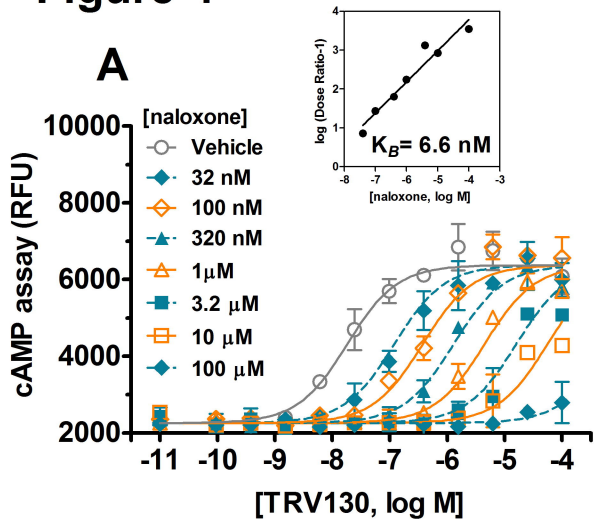 A
[naloxone]
Vehicle
32 nM
100 nM
320 nM
1μM
3.2 μM
10 μM
100 μM
cAMP assay (RFU)
10000
8000
6000
4000
2000
-11 -10 -9 -8 -7 -6 -5 -4
[TRV130, log M]
log (Dose Ratio-1)
4
3
2
1
0
K_B= 6.6 nM
-8 -7 -6 -5 -4 -3
[naloxone, log M]